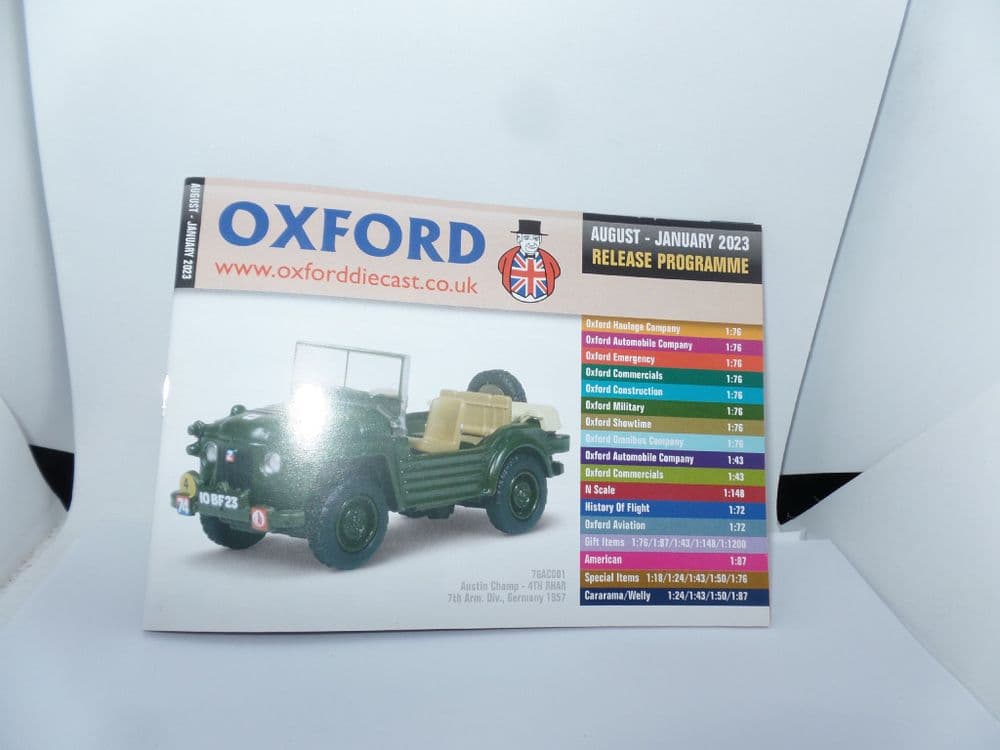 AUGUST - JANUARY 2023
OXFORD
www.oxforddiecast.co.uk
AUGUST - JANUARY 2023
RELEASE PROGRAMME
Oxford Haulage Company 1:76
Oxford Automobile Company 1:76
Oxford Emergency 1:76
Oxford Commercials 1:76
Oxford Construction 1:76
Oxford Military 1:76
Oxford Showtime 1:76
Oxford Omnibus Company 1:76
Oxford Automobile Company 1:43
Oxford Commercials 1:43
N Scale 1:148
History Of Flight 1:72
Oxford Aviation 1:72
Gift Items 1:76/1:87/1:43/1:148/1:1200
American 1:87
Special Items 1:18/1:24/1:43/1:50/1:76
Cararama/Welly 1:24/1:43/1:50/1:87
4
74
10 BF 23
76AC001
Austin Champ - 4TH RHAR
7th Arm. Div., Germany 1957